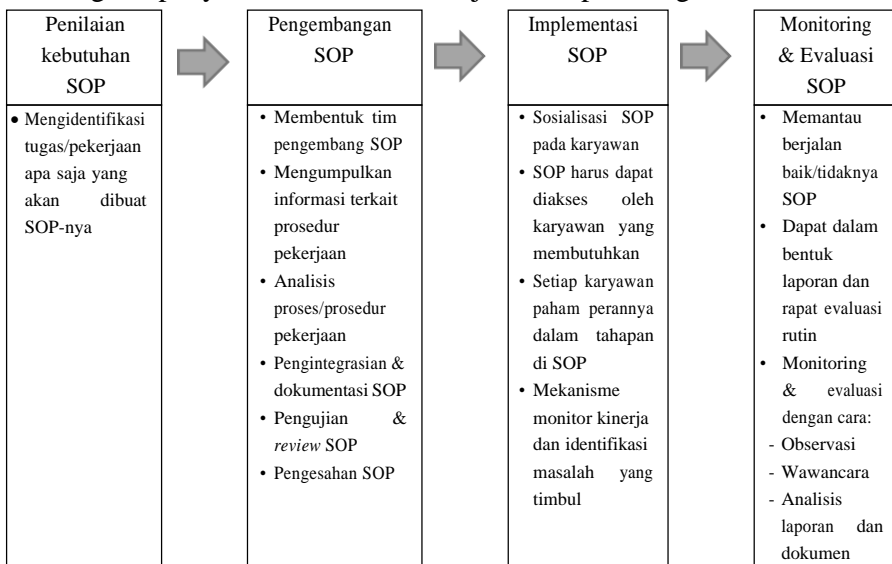 Penilaian
kebutuhan
SOP
• Mengidentifikasi
tugas/pekerjaan
apa saja yang
akan dibuat
SOP-nya
Pengembangan
SOP
• Membentuk tim
pengembang SOP
• Mengumpulkan
informasi terkait
prosedur
pekerjaan
• Analisis
proses/prosedur
pekerjaan
• Pengintegrasian &
dokumentasi SOP
• Pengujian &
review SOP
• Pengesahan SOP
Implementasi
SOP
• Sosialisasi SOP
pada karyawan
• SOP harus dapat
diakses oleh
karyawan yang
membutuhkan
• Setiap karyawan
paham perannya
dalam tahapan
di SOP
• Mekanisme
monitor kinerja
dan identifikasi
masalah yang
timbul
Monitoring
& Evaluasi
SOP
• Memantau
berjalan
baik/tidaknya
SOP
• Dapat dalam
bentuk
laporan dan
rapat evaluasi
rutin
• Monitoring
& evaluasi
dengan cara:
- Observasi
- Wawancara
- Analisis
laporan dan
dokumen